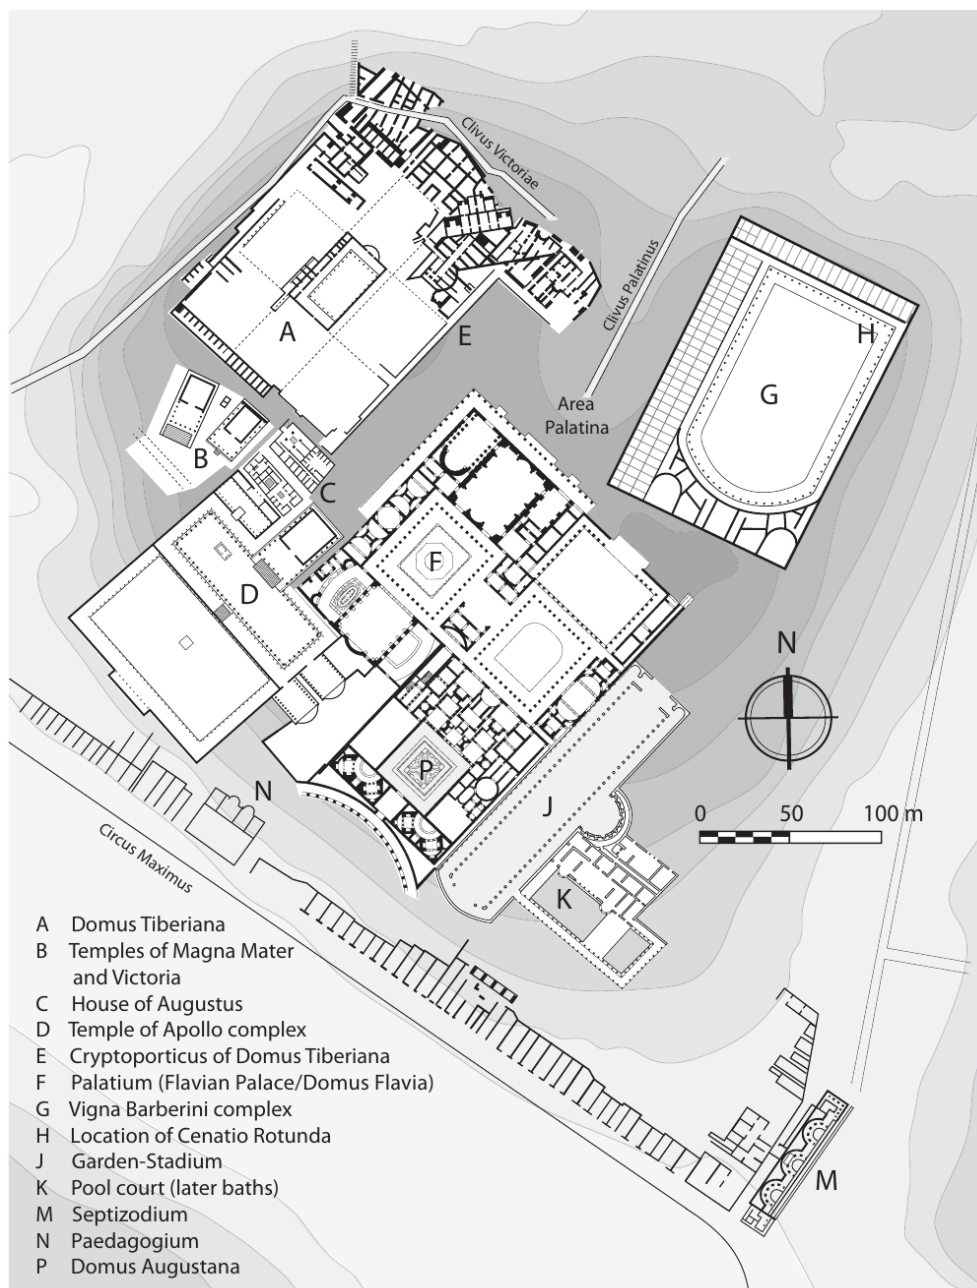 Clivus Victoriae
Clivus Palatinus
A
E
H
G
Area
Palatina
B
C
F
D
N
P
J
N
0 50 100 m
K
Circus Maximus
M
A Domus Tiberiana
B Temples of Magna Mater
and Victoria
C House of Augustus
D Temple of Apollo complex
E Cryptoporticus of Domus Tiberiana
F Palatium (Flavian Palace/Domus Flavia)
G Vigna Barberini complex
H Location of Cenatio Rotunda
J Garden-Stadium
K Pool court (later baths)
M Septizodium
N Paedagogium
P Domus Augustana